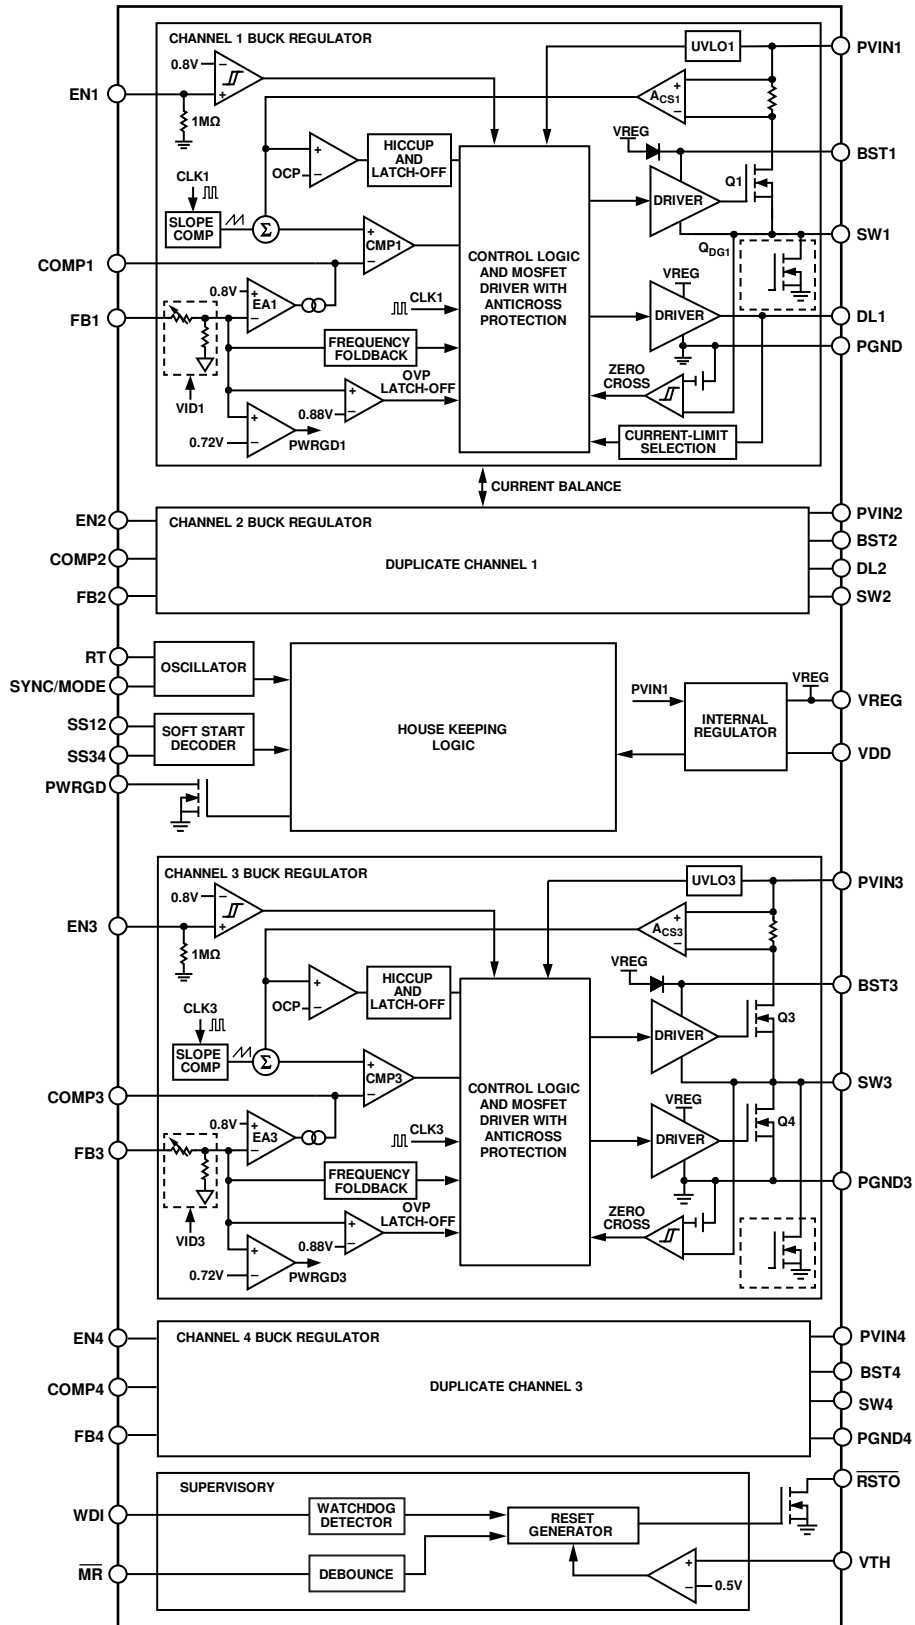 CHANNEL 1 BUCK REGULATOR
UVLO1
PVIN1
0.8V
–
+
EN1
1MΩ
+
ACS1
–
VREG
BST1
HICCUP
AND
LATCH-OFF
+
OCP
–
Q1
DRIVER
CLK1
SLOPE
COMP
Σ
+
CMP1
–
SW1
QDG1
COMP1
CONTROL LOGIC
AND MOSFET
DRIVER WITH
ANTICROSS
PROTECTION
VREG
0.8V
+
EA1
–
CLK1
DRIVER
DL1
FB1
FREQUENCY
FOLDBACK
PGND
VID1
OVP
LATCH-OFF
ZERO
CROSS
+
0.88V
–
+
0.72V
–
PWRGD1
CURRENT-LIMIT
SELECTION
CURRENT BALANCE
EN2
CHANNEL 2 BUCK REGULATOR
PVIN2
BST2
COMP2
DUPLICATE CHANNEL 1
DL2
FB2
SW2
RT
OSCILLATOR
SYNC/MODE
PVIN1
VREG
VREG
SS12
SOFT START
DECODER
HOUSE KEEPING
LOGIC
INTERNAL
REGULATOR
SS34
VDD
PWRGD
CHANNEL 3 BUCK REGULATOR
UVLO3
PVIN3
0.8V
–
+
EN3
1MΩ
+
ACS3
–
VREG
BST3
HICCUP
AND
LATCH-OFF
+
OCP
–
Q3
DRIVER
CLK3
SLOPE
COMP
Σ
+
CMP3
–
SW3
COMP3
CONTROL LOGIC
AND MOSFET
DRIVER WITH
ANTICROSS
PROTECTION
VREG
Q4
0.8V
+
EA3
–
CLK3
DRIVER
FB3
FREQUENCY
FOLDBACK
PGND3
VID3
OVP
LATCH-OFF
ZERO
CROSS
+
0.88V
–
+
0.72V
–
PWRGD3
EN4
CHANNEL 4 BUCK REGULATOR
PVIN4
BST4
COMP4
DUPLICATE CHANNEL 3
SW4
FB4
PGND4
SUPERVISORY
RSTO
WDI
WATCHDOG
DETECTOR
RESET
GENERATOR
MR
DEBOUNCE
+
VTH
–
0.5V